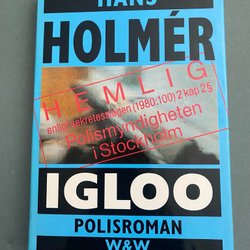 HANS
HOLMÉR
HEMLIG
enligt sekretesslagen (1980:100) 2 kap 2 §
Polismyndigheten
i Stockholm
IGLOO
POLISROMAN
W&W